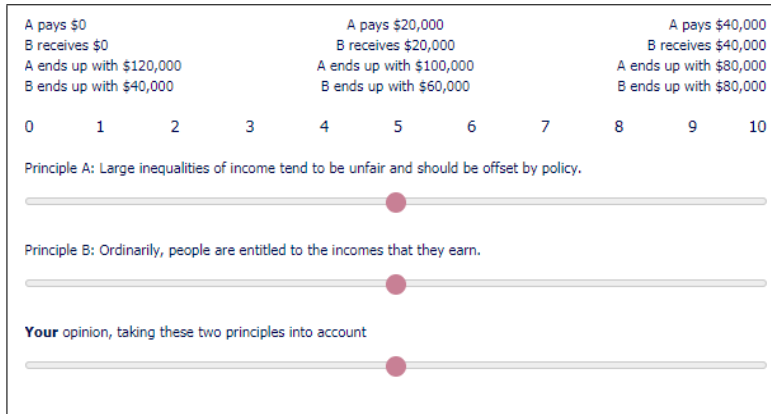 A pays $0 A pays $20,000 A pays $40,000
B receives $0 B receives $20,000 B receives $40,000
A ends up with $120,000 A ends up with $100,000 A ends up with $80,000
B ends up with $40,000 B ends up with $60,000 B ends up with $80,000
0 1 2 3 4 5 6 7 8 9 10
Principle A: Large inequalities of income tend to be unfair and should be offset by policy.
Principle B: Ordinarily, people are entitled to the incomes that they earn.
Your opinion, taking these two principles into account